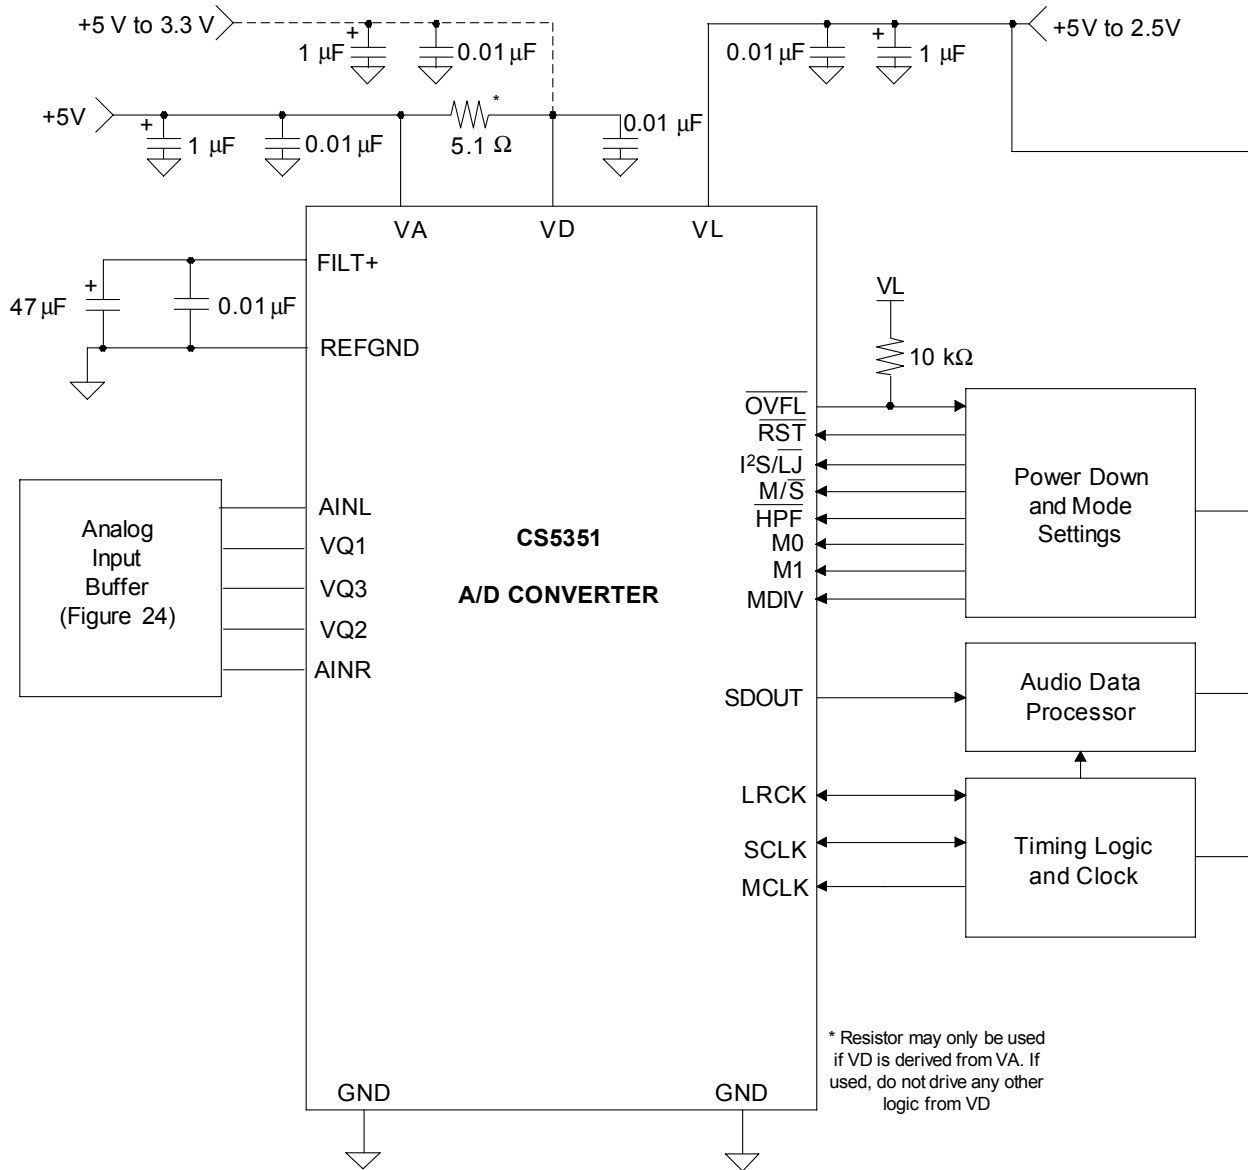 +5 V to 3.3 V
+
1 µF
0.01 µF
0.01 µF
+
1 µF
+5V to 2.5V
+5V
+
1 µF
0.01 µF
*
5.1 Ω
0.01 µF
VA
VD
VL
FILT+
+
47 µF
0.01 µF
REFGND
VL
10 kΩ
OVFL
RST
I²S/LJ
M/S
HPF
M0
M1
MDIV
Power Down
and Mode
Settings
Analog
Input
Buffer
(Figure 24)
AINL
VQ1
VQ3
VQ2
AINR
CS5351
A/D CONVERTER
SDOUT
Audio Data
Processor
LRCK
SCLK
MCLK
Timing Logic
and Clock
* Resistor may only be used
if VD is derived from VA. If
used, do not drive any other
logic from VD
GND
GND